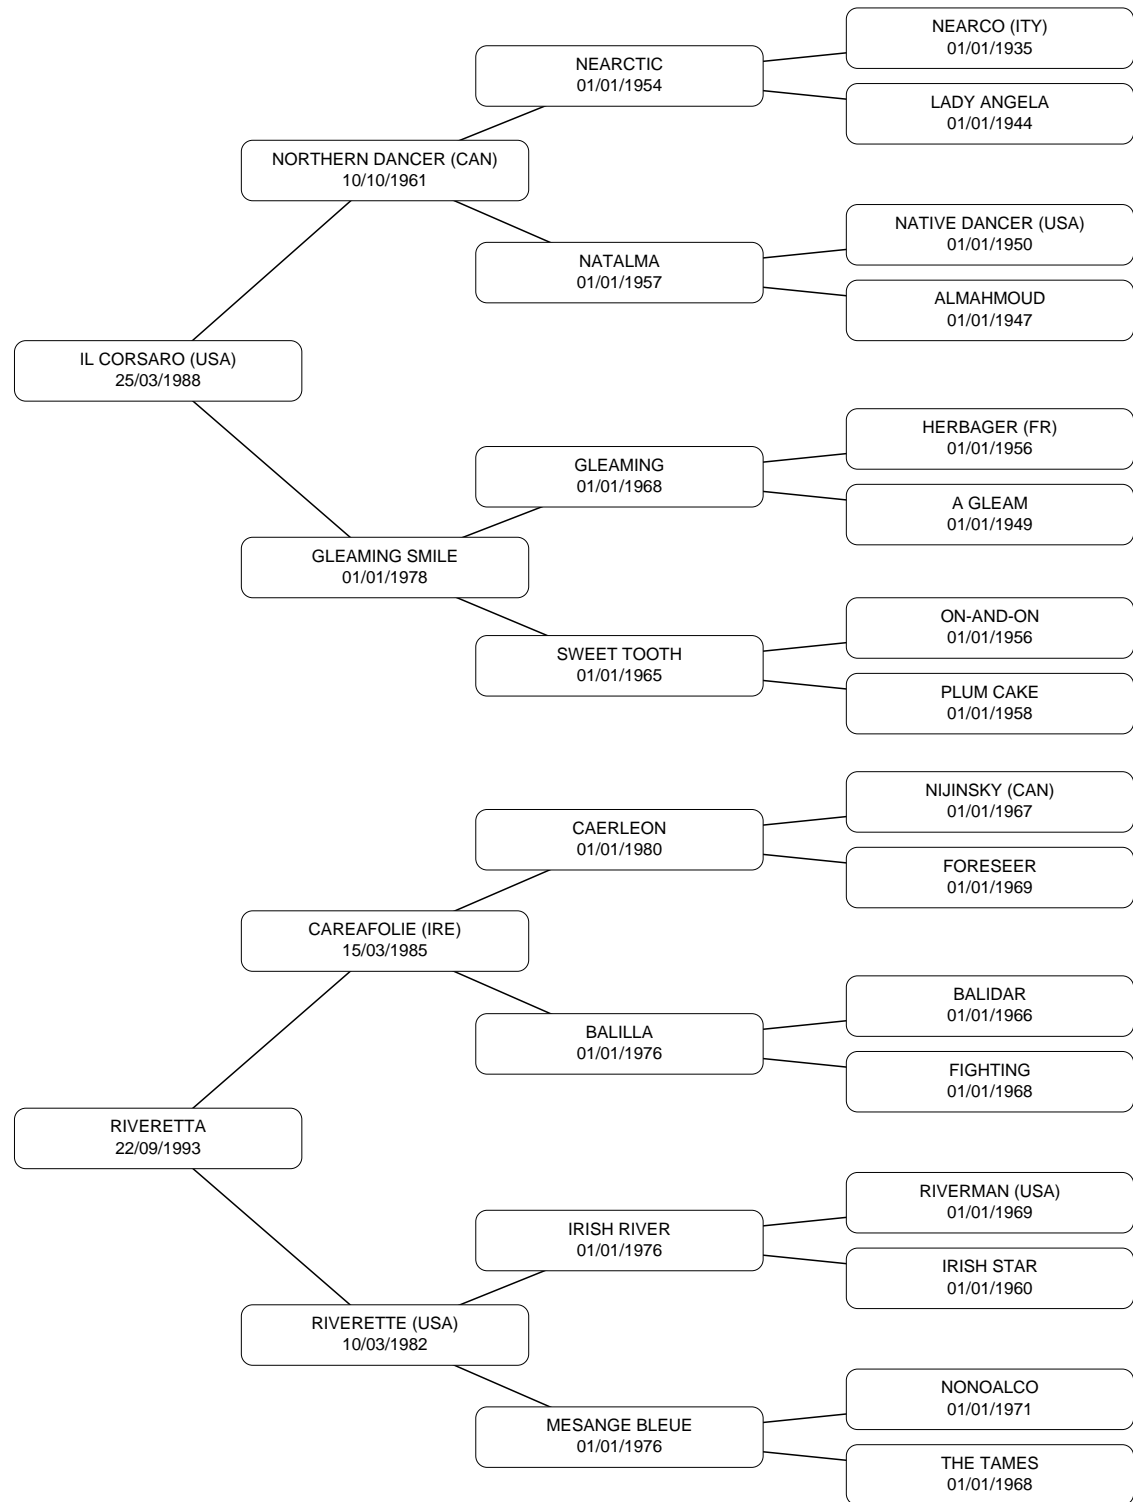 NEARCO (ITY)
01/01/1935
NEARCTIC
01/01/1954
LADY ANGELA
01/01/1944
NORTHERN DANCER (CAN)
10/10/1961
NATIVE DANCER (USA)
01/01/1950
NATALMA
01/01/1957
ALMAHMOUD
01/01/1947
IL CORSARO (USA)
25/03/1988
HERBAGER (FR)
01/01/1956
GLEAMING
01/01/1968
A GLEAM
01/01/1949
GLEAMING SMILE
01/01/1978
ON-AND-ON
01/01/1956
SWEET TOOTH
01/01/1965
PLUM CAKE
01/01/1958
NIJINSKY (CAN)
01/01/1967
CAERLEON
01/01/1980
FORESEER
01/01/1969
CAREAFOLIE (IRE)
15/03/1985
BALIDAR
01/01/1966
BALILLA
01/01/1976
FIGHTING
01/01/1968
RIVERETTA
22/09/1993
RIVERMAN (USA)
01/01/1969
IRISH RIVER
01/01/1976
IRISH STAR
01/01/1960
RIVERETTE (USA)
10/03/1982
NONOALCO
01/01/1971
MESANGE BLEUE
01/01/1976
THE TAMES
01/01/1968